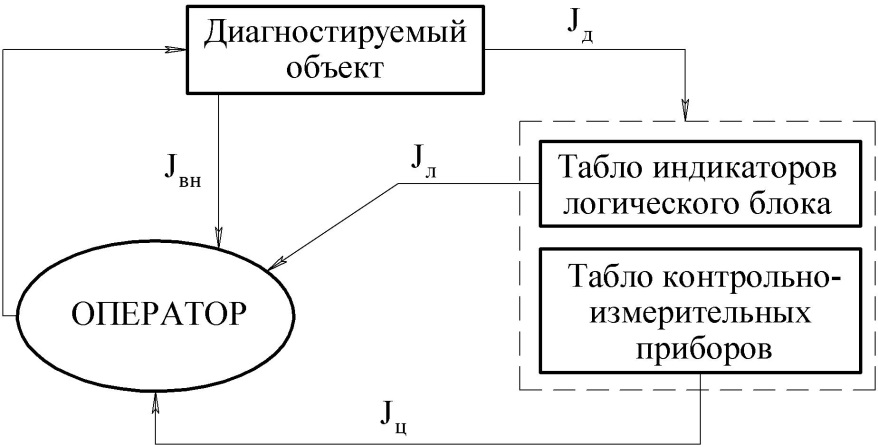 Диагностируемый
объект
Jд
Jвн
Jл
Табло индикаторов
логического блока
ОПЕРАТОР
Табло контрольно-
измерительных
приборов
Jц